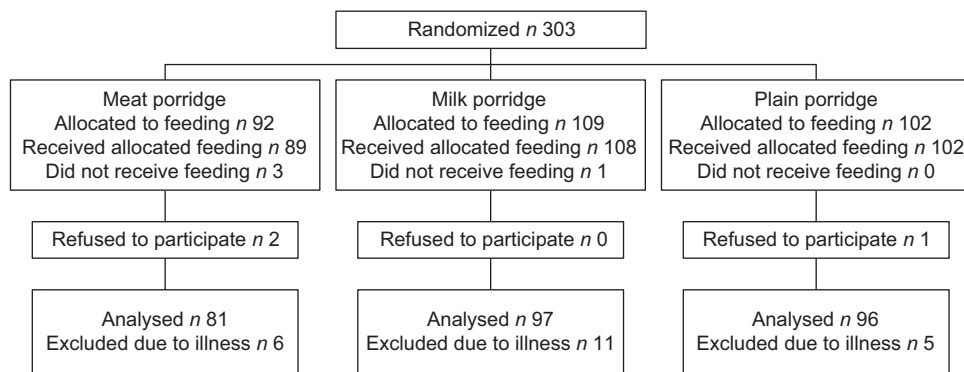 Randomized n 303
Meat porridge
Allocated to feeding n 92
Received allocated feeding n 89
Did not receive feeding n 3
Milk porridge
Allocated to feeding n 109
Received allocated feeding n 108
Did not receive feeding n 1
Plain porridge
Allocated to feeding n 102
Received allocated feeding n 102
Did not receive feeding n 0
Refused to participate n 2
Refused to participate n 0
Refused to participate n 1
Analysed n 81
Excluded due to illness n 6
Analysed n 97
Excluded due to illness n 11
Analysed n 96
Excluded due to illness n 5